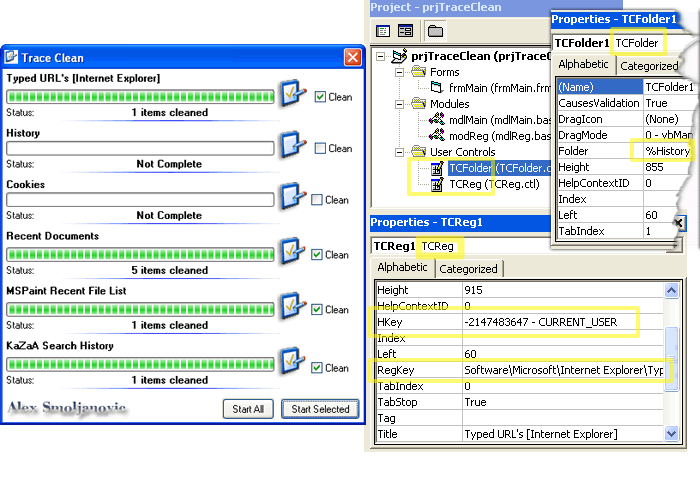 Trace Clean
Typed URL's [Internet Explorer]
Clean
Status:
1 items cleaned
History
Clean
Status:
Not Complete
Cookies
Clean
Status:
Not Complete
Recent Documents
Clean
Status:
5 items cleaned
MSPaint Recent File List
Clean
Status:
1 items cleaned
KaZaA Search History
Clean
Status:
1 items cleaned
Alex Smoljanovic
Start All
Start Selected
Project - prjTraceClean
prjTraceClean (prjTraceC
Forms
frmMain (frmMain.frm
Modules
mdlMain (mdlMain.bas
modReg (mdlReg.bas
User Controls
TCFolder (TCFolder.c
TCReg (TCReg.ctl)
Properties - TCFolder1
TCFolder1 TCFolder
Alphabetic Categorized
(Name) TCFolder1
CausesValidation True
DragIcon (None)
DragMode 0 - vbMan
Folder %History
Height 855
HelpContextID 0
Index
Left 60
TabIndex 1
Properties - TCReg1
TCReg1 TCReg
Alphabetic Categorized
Height 915
HelpContextID 0
HKey -2147483647 - CURRENT_USER
Index
Left 60
RegKey Software\Microsoft\Internet Explorer\Typ
TabIndex 0
TabStop True
Tag
Title Typed URL's [Internet Explorer]